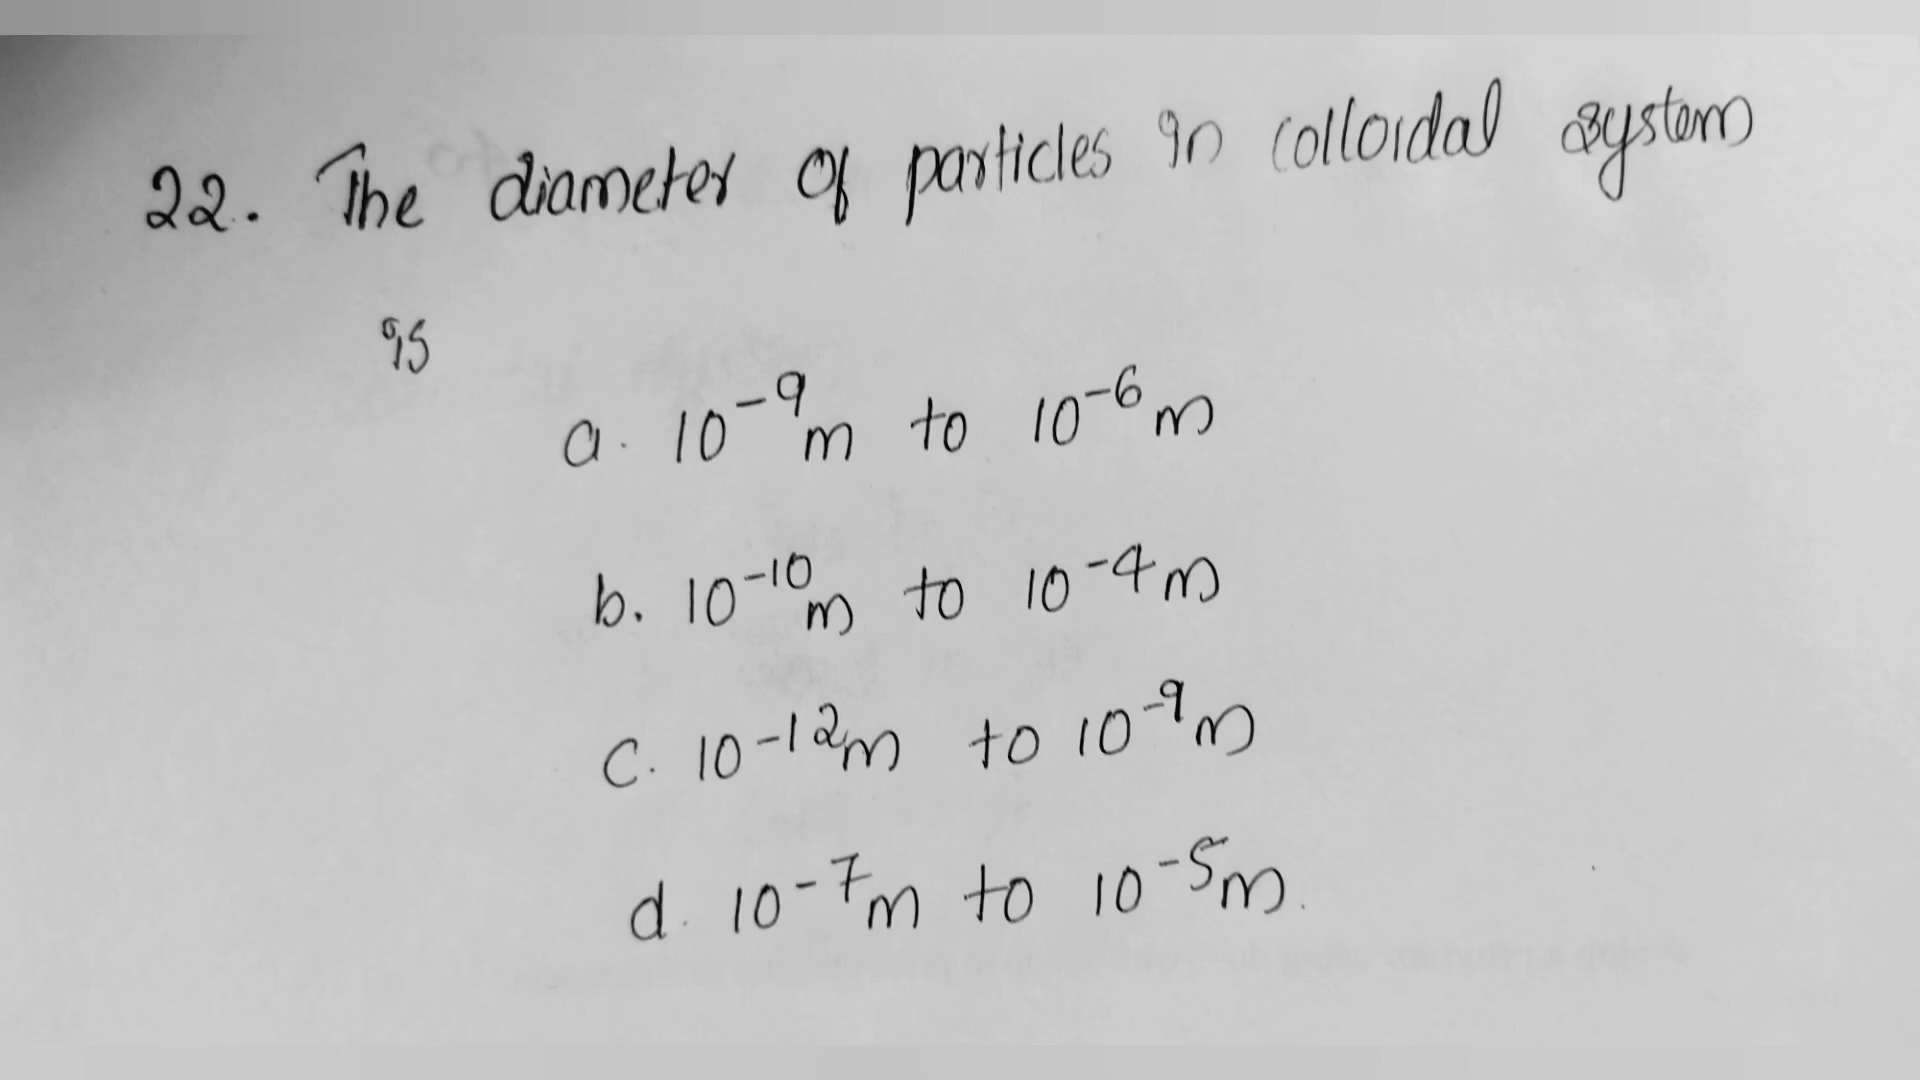 22. The diameter of particles in colloidal system
is
a. 10⁻⁹m to 10⁻⁶m
b. 10⁻¹⁰m to 10⁻⁴m
c. 10⁻¹²m to 10⁻⁹m
d. 10⁻⁷m to 10⁻⁵m.